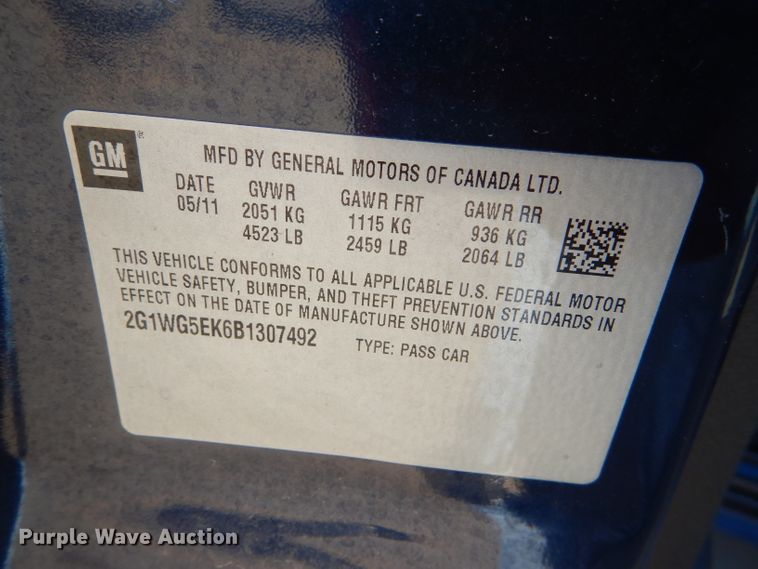 GM
MFD BY GENERAL MOTORS OF CANADA LTD.
DATE GVWR GAWR FRT GAWR RR
05/11 2051 KG 1115 KG 936 KG
4523 LB 2459 LB 2064 LB
THIS VEHICLE CONFORMS TO ALL APPLICABLE U.S. FEDERAL MOTOR
VEHICLE SAFETY, BUMPER, AND THEFT PREVENTION STANDARDS IN
EFFECT ON THE DATE OF MANUFACTURE SHOWN ABOVE.
2G1WG5EK6B1307492 TYPE: PASS CAR
Purple Wave Auction